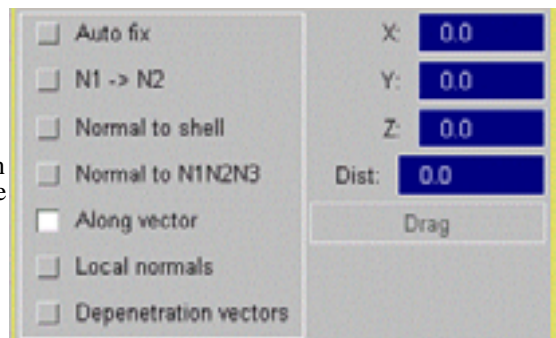 Auto fix
N1 -> N2
Normal to shell
Normal to N1N2N3
Along vector
Local normals
Depenetration vectors
X: 0.0
Y: 0.0
Z: 0.0
Dist: 0.0
Drag